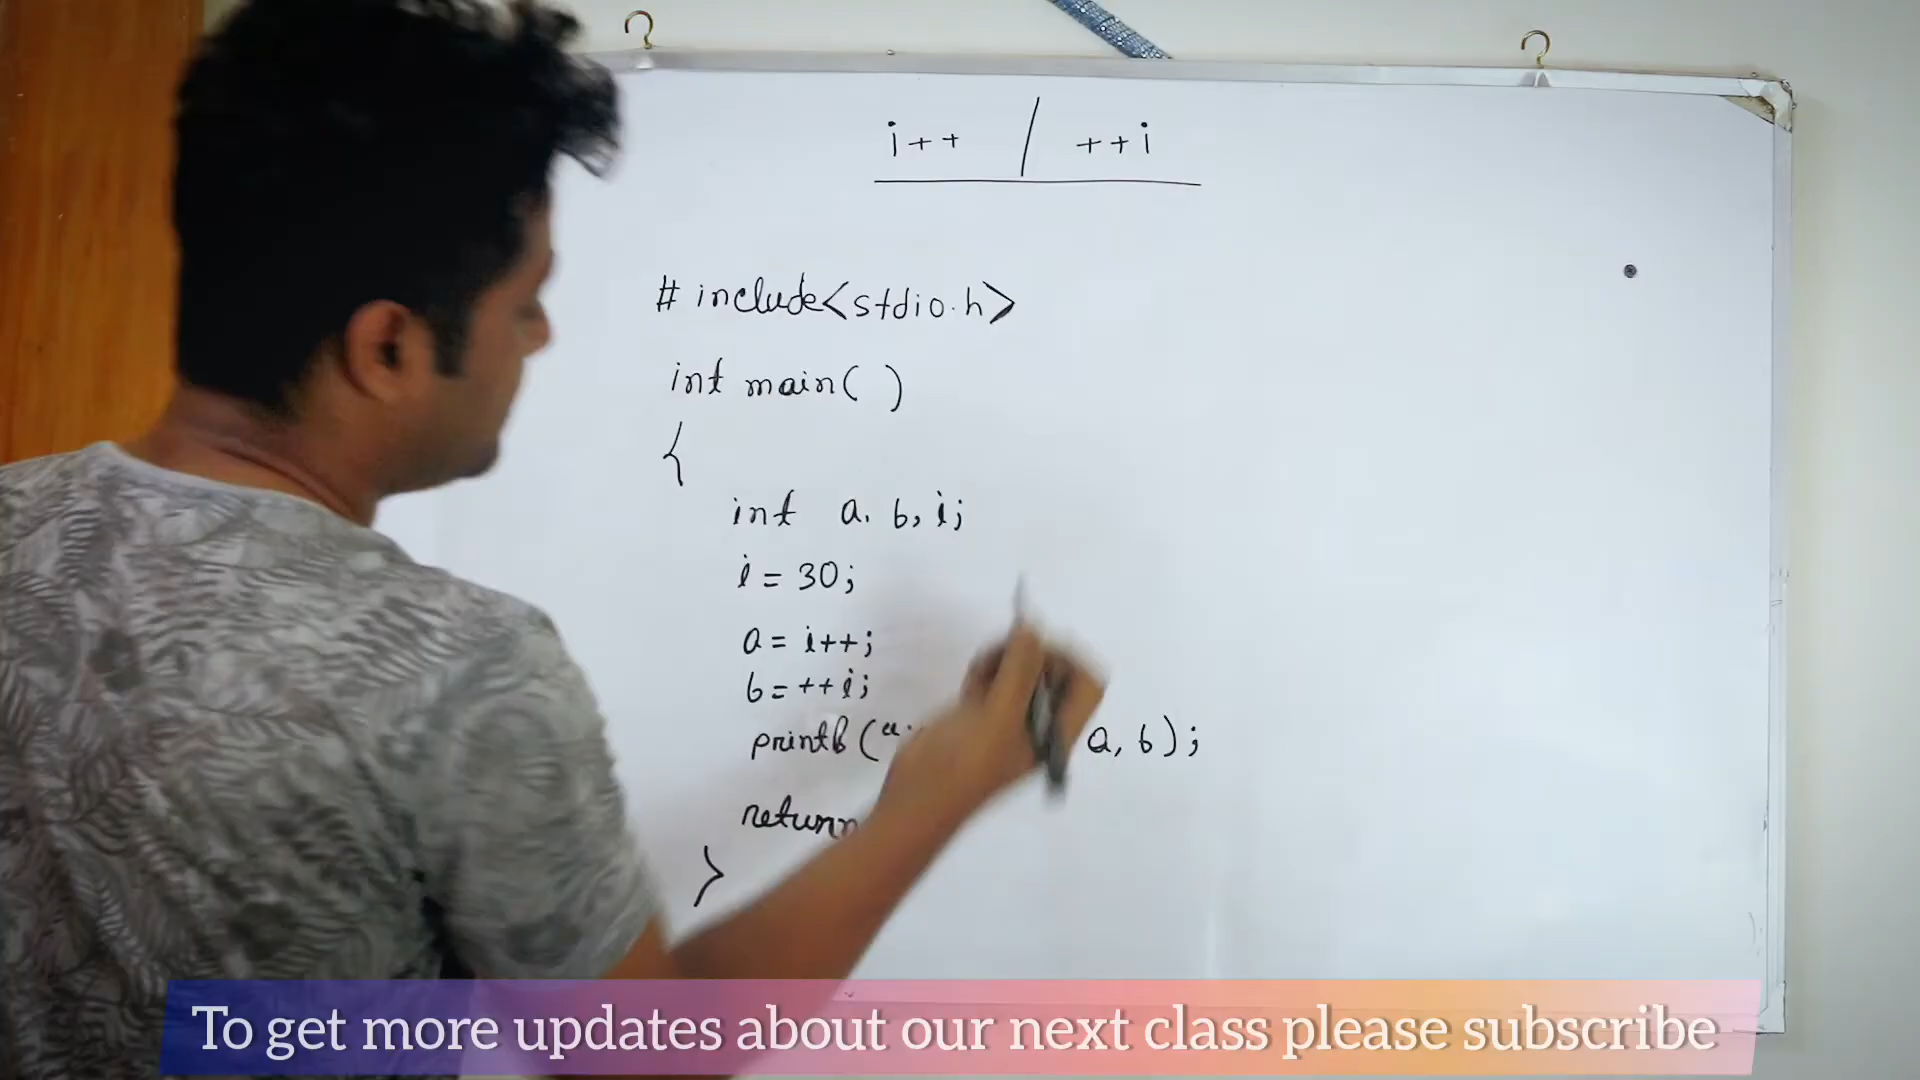 i++ / ++i
#include<stdio.h>
int main( )
{
int a, b, i;
i = 30;
a = i++;
b = ++i;
printf(" a, b);
return
}
To get more updates about our next class please subscribe